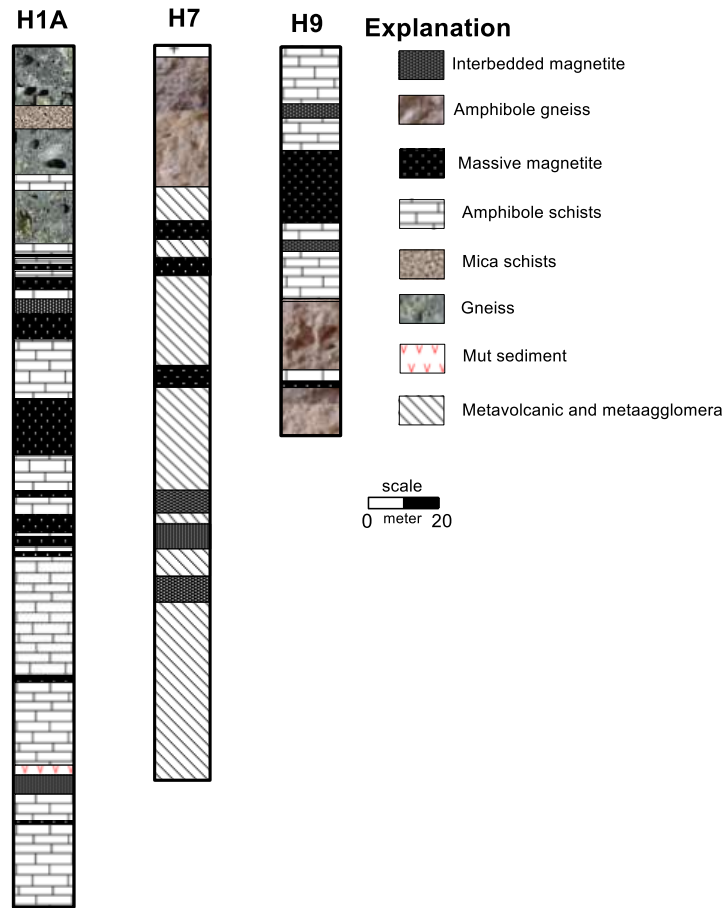 H1A
H7
H9
Explanation
Interbedded magnetite
Amphibole gneiss
Massive magnetite
Amphibole schists
Mica schists
Gneiss
Mut sediment
Metavolcanic and metaagglomera
scale
0 meter 20